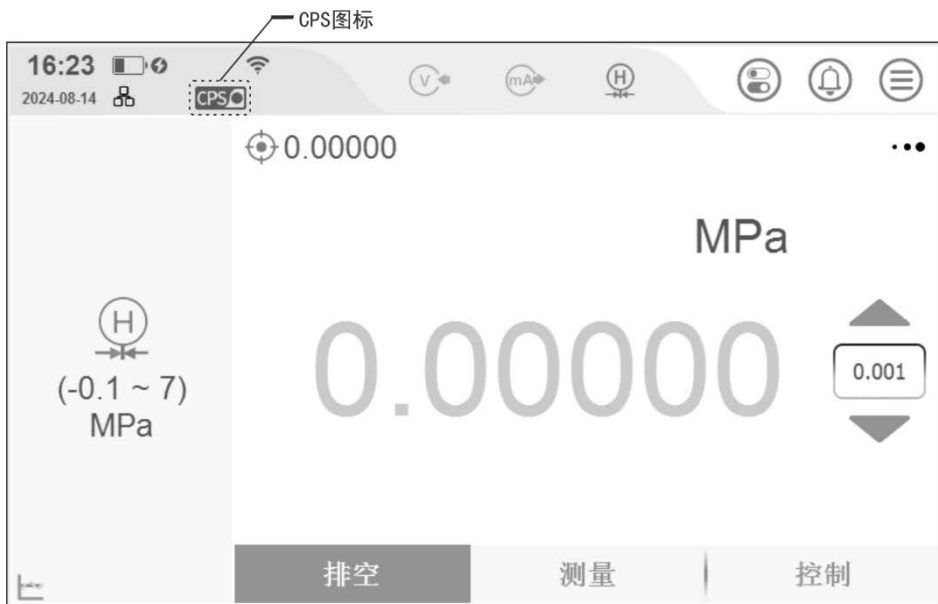 CPS图标
16:23
2024-08-14
CPS
V
mA
H
0.00000
MPa
H
(-0.1 ~ 7)
MPa
0.00000
0.001
排空
测量
控制